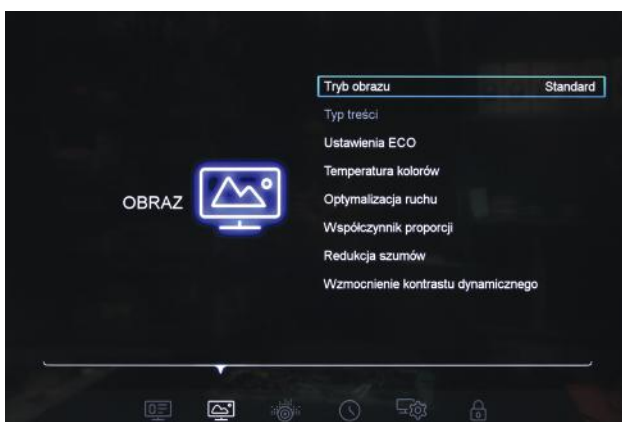 Tryb obrazu Standard
Typ treści
Ustawienia ECO
Temperatura kolorów
OBRAZ
Optymalizacja ruchu
Współczynnik proporcji
Redukcja szumów
Wzmocnienie kontrastu dynamicznego